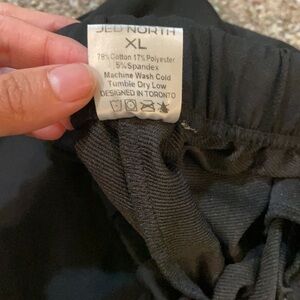 JED NORTH
XL
78% Cotton 17% Polyester
5% Spandex
Machine Wash Cold
Tumble Dry Low
DESIGNED IN TORONTO